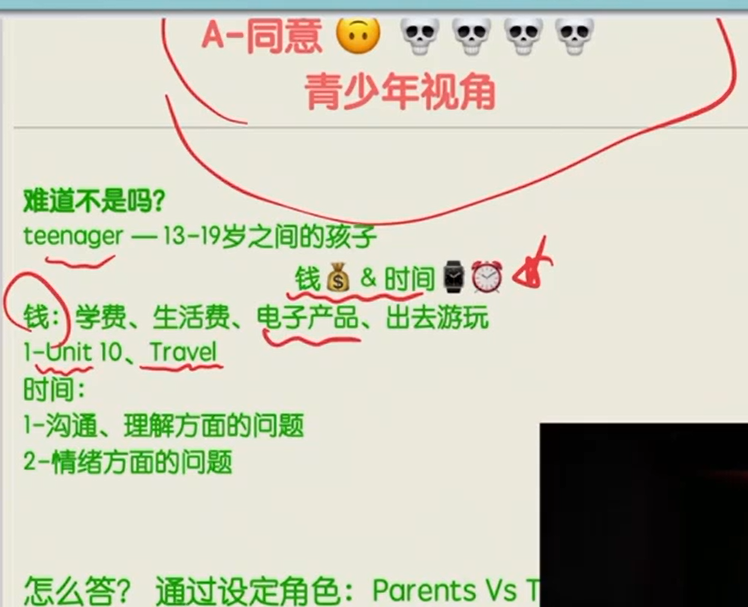 A-同意 🙃 💀 💀 💀 💀
青少年视角
难道不是吗?
teenager — 13-19岁之间的孩子
钱💰 & 时间⌚⏰
钱：学费、生活费、电子产品、出去游玩
1-Unit 10、Travel
时间：
1-沟通、理解方面的问题
2-情绪方面的问题
怎么答？ 通过设定角色：Parents Vs T